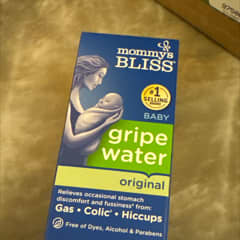 mommy's
BLISS®
#1
SELLING
BRAND
BABY
gripe
water
original
Relieves occasional stomach
discomfort and fussiness* from:
Gas • Colic† • Hiccups
Free of Dyes, Alcohol & Parabens